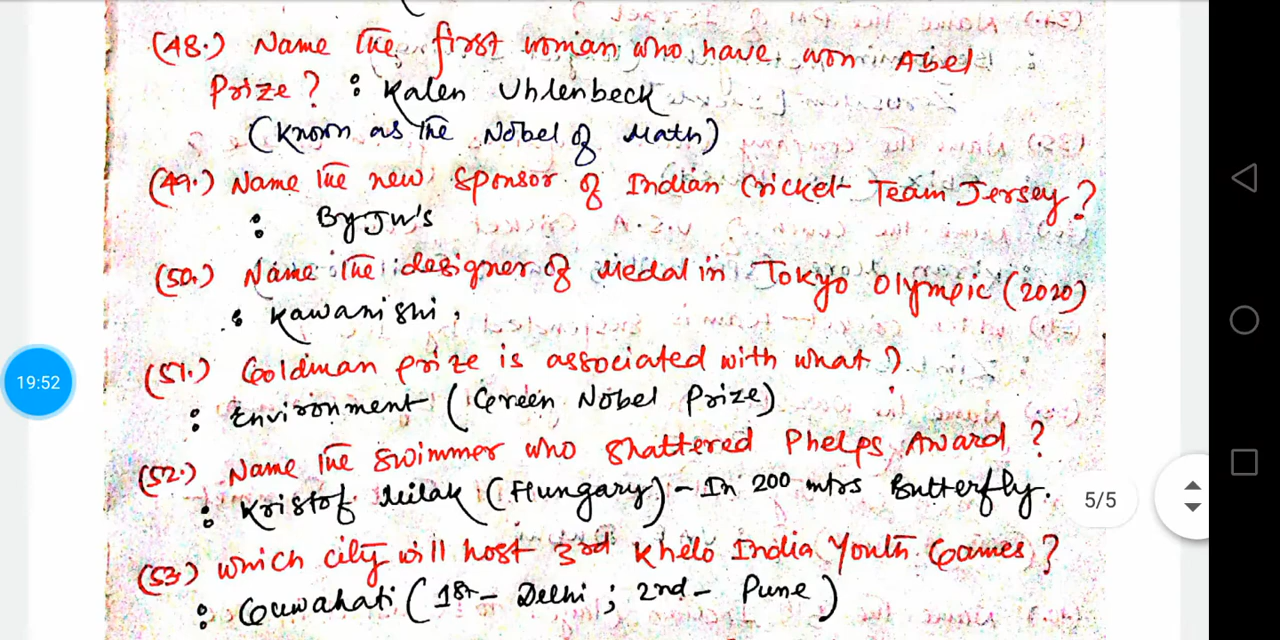 (48.) Name the first woman who have won Abel
Prize? : Kalen Uhlenbeck
(Known as the Nobel of Math)
(49.) Name the new sponsor of Indian Cricket Team Jersey?
: ByJu's
(50.) Name the designer of Medal in Tokyo Olympic (2020)
: Kawanishi.
19:52
(51.) Goldman prize is associated with what?
: Environment (Green Nobel Prize)
(52.) Name the swimmer who shattered Phelps Award?
: Kristof Milak (Hungary) - In 200 mtrs Butterfly.
5/5
(53.) which city will host 3rd Khelo India Youth Games?
: Guwahati (1st - Delhi ; 2nd - Pune)